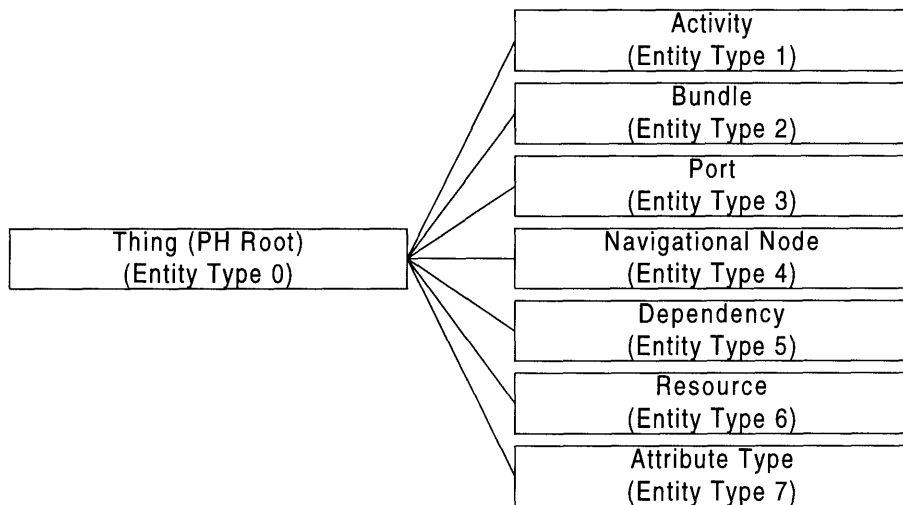 Activity
(Entity Type 1)
Bundle
(Entity Type 2)
Port
(Entity Type 3)
Thing (PH Root)
(Entity Type 0)
Navigational Node
(Entity Type 4)
Dependency
(Entity Type 5)
Resource
(Entity Type 6)
Attribute Type
(Entity Type 7)